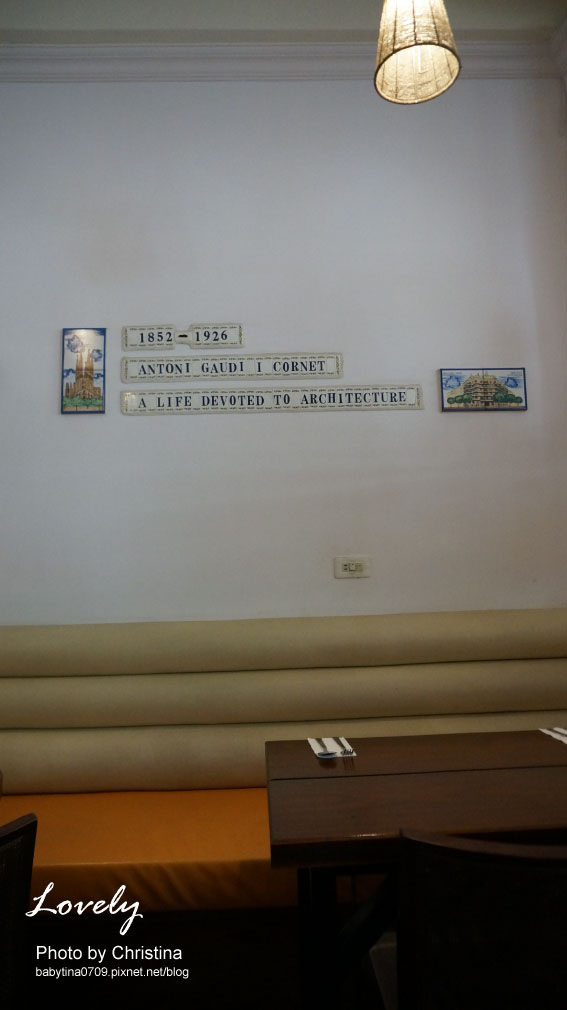 1852-1926
ANTONI GAUDI I CORNET
A LIFE DEVOTED TO ARCHITECTURE
Lovely
Photo by Christina
babytina0709.pixnet.net/blog